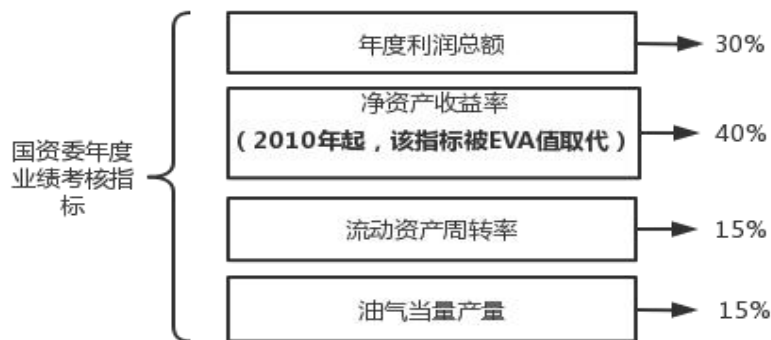 国资委年度
业绩考核指
标
年度利润总额
30%
净资产收益率
（2010年起，该指标被EVA值取代）
40%
流动资产周转率
15%
油气当量产量
15%